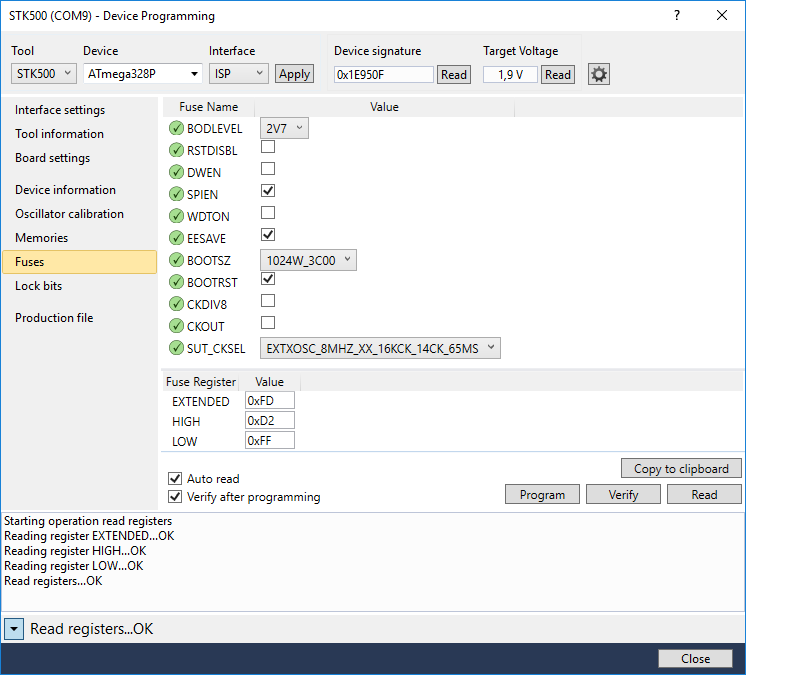 STK500 (COM9) - Device Programming
?
Tool Device Interface Device signature Target Voltage
STK500 ATmega328P ISP Apply 0x1E950F Read 1,9 V Read
Interface settings
Tool information
Board settings
Device information
Oscillator calibration
Memories
Fuses
Lock bits
Production file
Fuse Name Value
BODLEVEL 2V7
RSTDISBL
DWEN
SPIEN
WDTON
EESAVE
BOOTSZ 1024W_3C00
BOOTRST
CKDIV8
CKOUT
SUT_CKSEL EXTXOSC_8MHZ_XX_16KCK_14CK_65MS
Fuse Register Value
EXTENDED 0xFD
HIGH 0xD2
LOW 0xFF
Copy to clipboard
Auto read
Verify after programming
Program Verify Read
Starting operation read registers
Reading register EXTENDED...OK
Reading register HIGH...OK
Reading register LOW...OK
Read registers...OK
Read registers...OK
Close